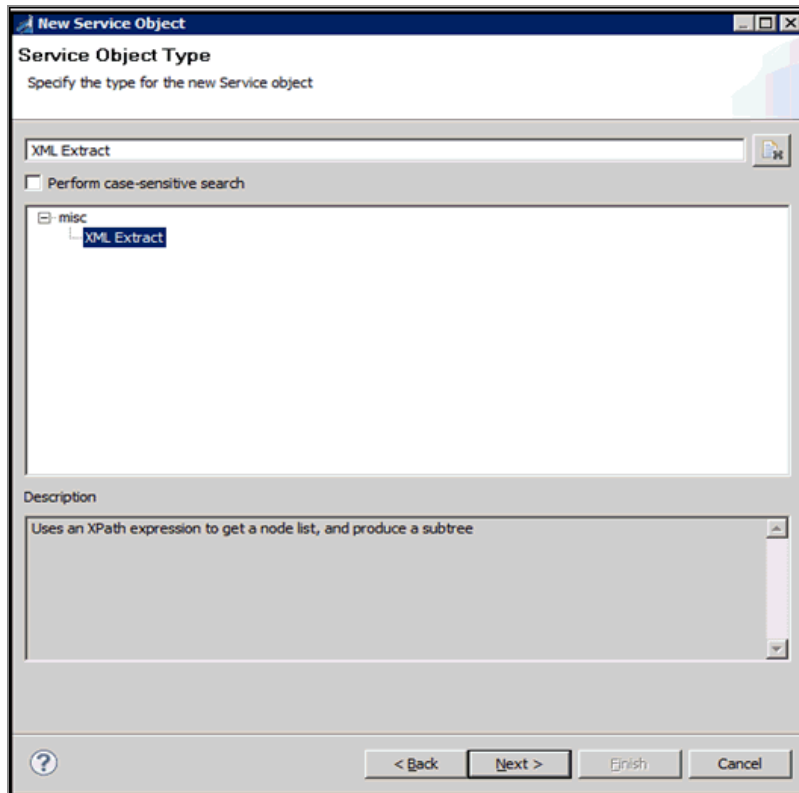 New Service Object
Service Object Type
Specify the type for the new Service object
XML Extract
Perform case-sensitive search
misc
XML Extract
Description
Uses an XPath expression to get a node list, and produce a subtree
?
< Back
Next >
Finish
Cancel